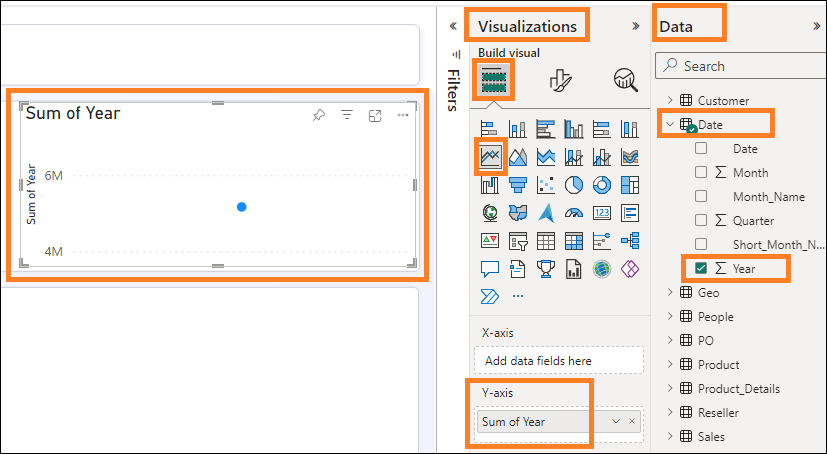 Sum of Year
Sum of Year
6M
4M
Filters
Visualizations
Build visual
123
X-axis
Add data fields here
Y-axis
Sum of Year
Data
Search
Customer
Date
Date
Month
Month_Name
Quarter
Short_Month_N...
Year
Geo
People
PO
Product
Product_Details
Reseller
Sales